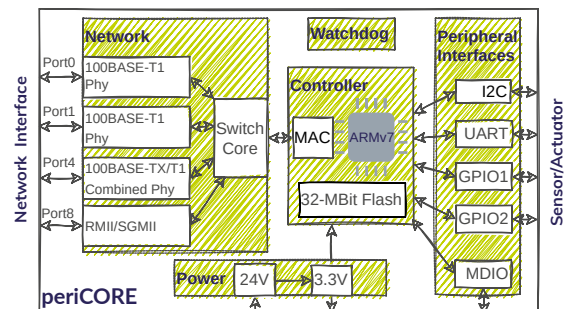 Network
Watchdog
Peripheral
Interfaces
Port0
100BASE-T1
Phy
Controller
I2C
Port1
100BASE-T1
Phy
Switch
Core
MAC
ARMv7
UART
Port4
100BASE-TX/T1
Combined Phy
GPIO1
32-MBit Flash
Port8
RMII/SGMII
GPIO2
Power
24V
3.3V
MDIO
periCORE
Network Interface
Sensor/Actuator